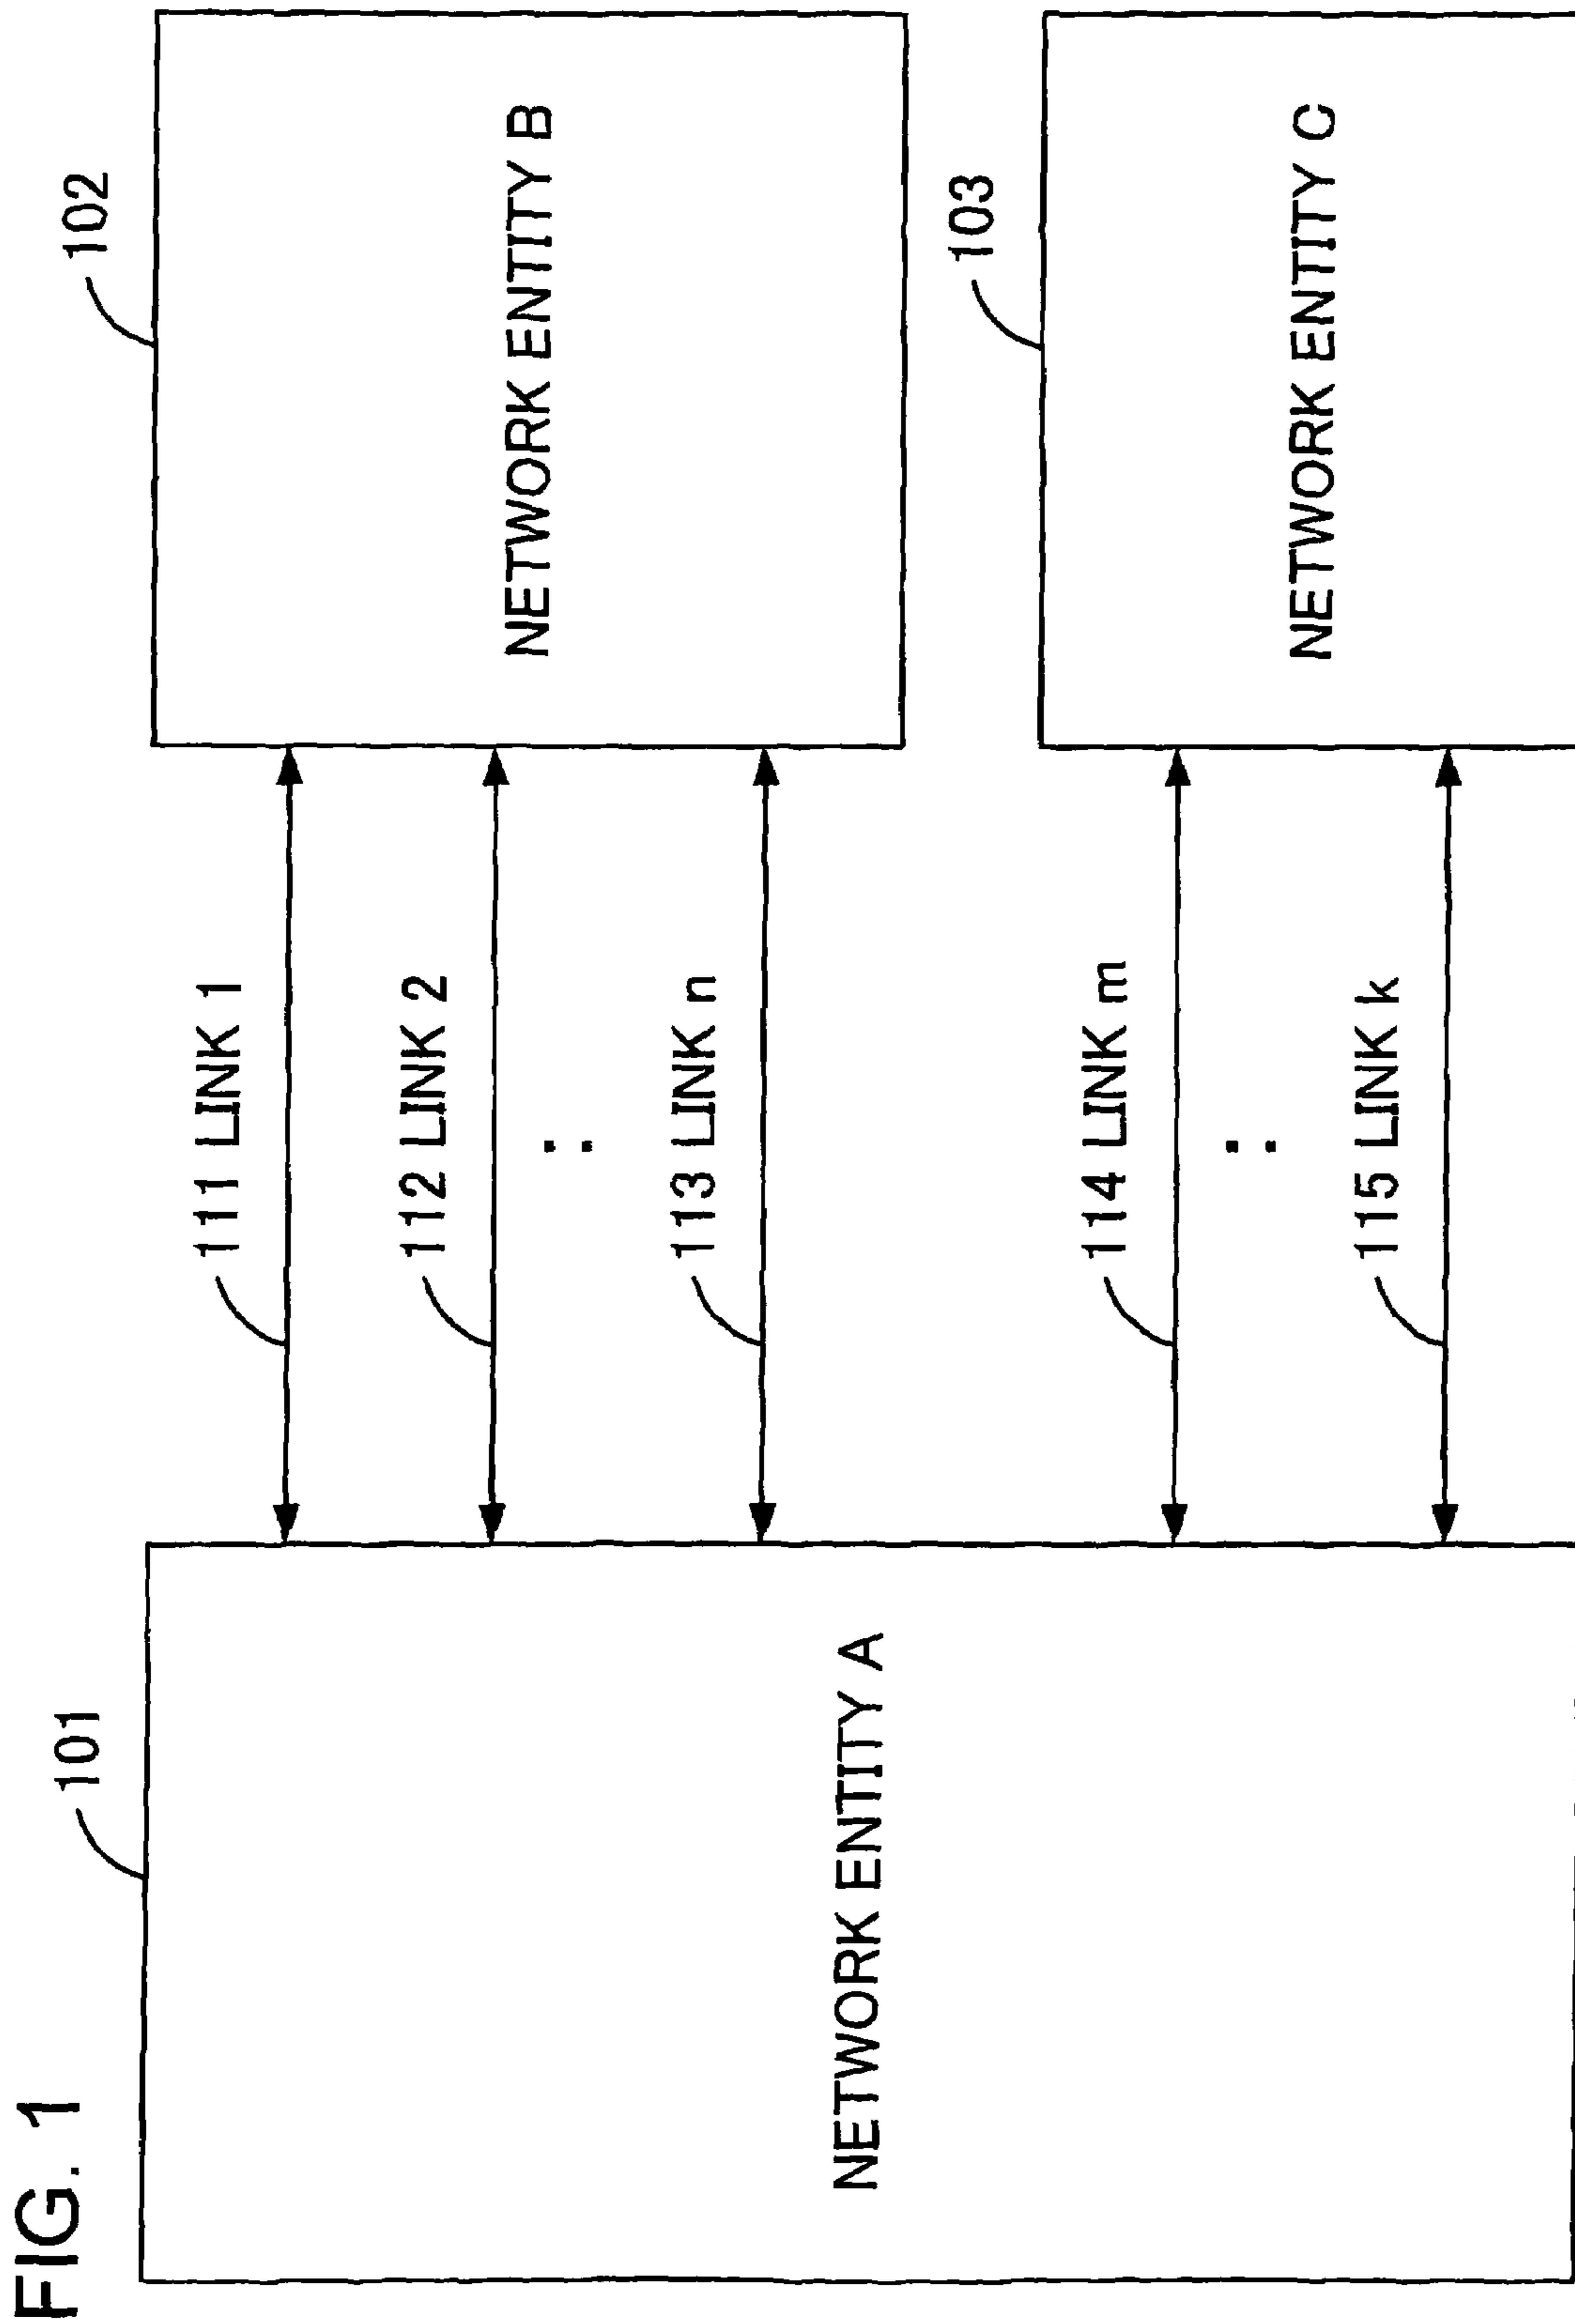 FIG. 1
101
NETWORK ENTITY A
111 LINK 1
112 LINK 2
:
113 LINK n
114 LINK m
:
115 LINK k
102
NETWORK ENTITY B
103
NETWORK ENTITY C